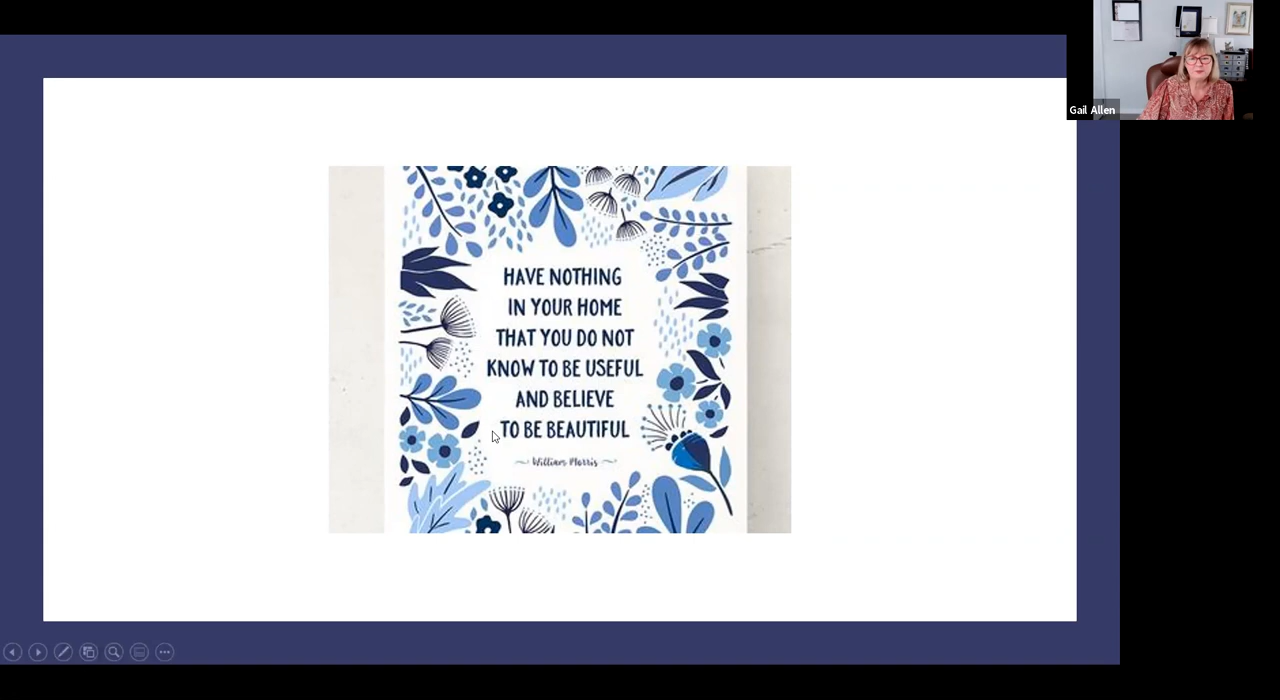 Gail Allen
HAVE NOTHING
IN YOUR HOME
THAT YOU DO NOT
KNOW TO BE USEFUL
AND BELIEVE
TO BE BEAUTIFUL
William Morris